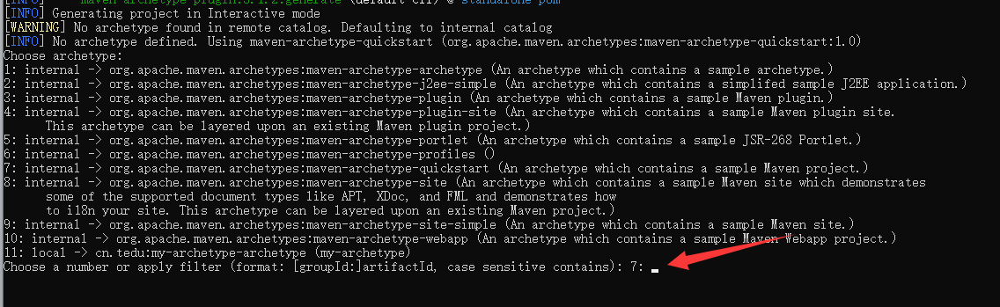 [INFO] maven-archetype-plugin:3.1.2:generate (default-cli) @ standalone-pom
[INFO] Generating project in Interactive mode
[WARNING] No archetype found in remote catalog. Defaulting to internal catalog
[INFO] No archetype defined. Using maven-archetype-quickstart (org.apache.maven.archetypes:maven-archetype-quickstart:1.0)
Choose archetype:
1: internal -> org.apache.maven.archetypes:maven-archetype-archetype (An archetype which contains a sample archetype.)
2: internal -> org.apache.maven.archetypes:maven-archetype-j2ee-simple (An archetype which contains a simplifed sample J2EE application.)
3: internal -> org.apache.maven.archetypes:maven-archetype-plugin (An archetype which contains a sample Maven plugin.)
4: internal -> org.apache.maven.archetypes:maven-archetype-plugin-site (An archetype which contains a sample Maven plugin site.
This archetype can be layered upon an existing Maven plugin project.)
5: internal -> org.apache.maven.archetypes:maven-archetype-portlet (An archetype which contains a sample JSR-268 Portlet.)
6: internal -> org.apache.maven.archetypes:maven-archetype-profiles ()
7: internal -> org.apache.maven.archetypes:maven-archetype-quickstart (An archetype which contains a sample Maven project.)
8: internal -> org.apache.maven.archetypes:maven-archetype-site (An archetype which contains a sample Maven site which demonstrates
some of the supported document types like APT, XDoc, and FML and demonstrates how
to i18n your site. This archetype can be layered upon an existing Maven project.)
9: internal -> org.apache.maven.archetypes:maven-archetype-site-simple (An archetype which contains a sample Maven site.)
10: internal -> org.apache.maven.archetypes:maven-archetype-webapp (An archetype which contains a sample Maven Webapp project.)
11: local -> cn.tedu:my-archetype-archetype (my-archetype)
Choose a number or apply filter (format: [groupId:]artifactId, case sensitive contains): 7: